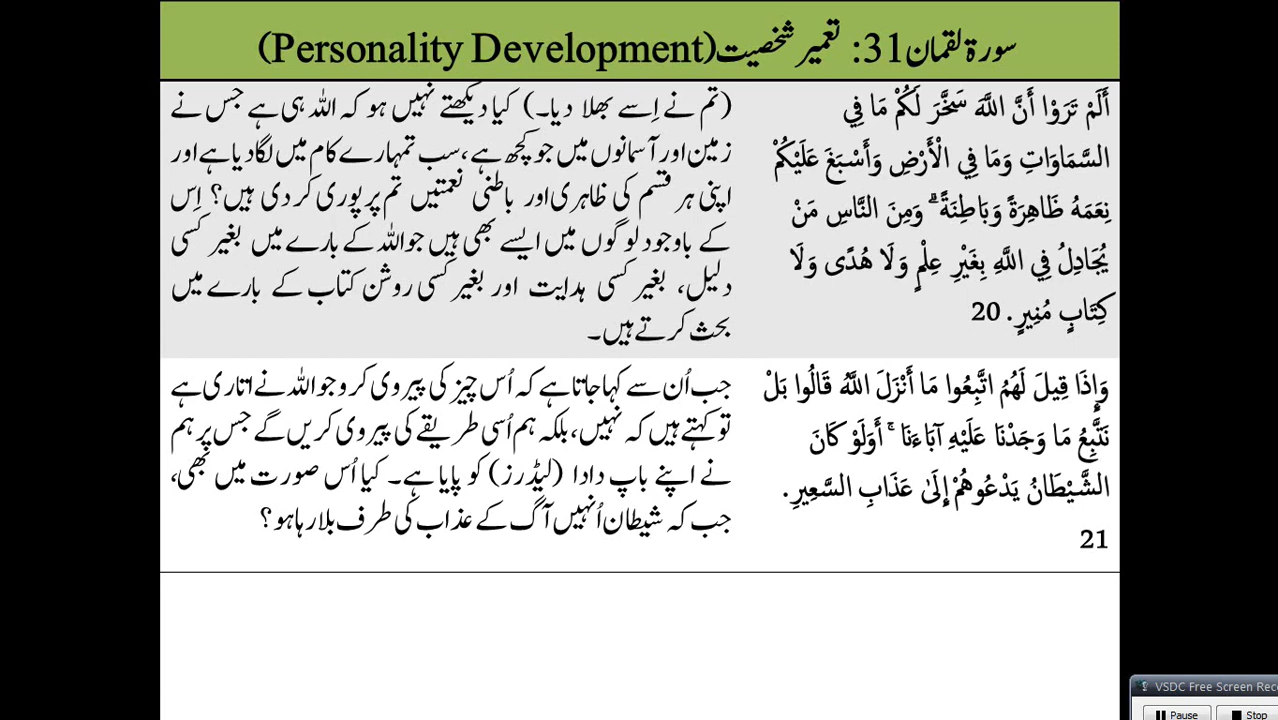 سورۃ لقمان 31: تعمیر شخصیت (Personality Development)
أَلَمْ تَرَوْا أَنَّ اللَّهَ سَخَّرَ لَكُمْ مَا فِي
السَّمَاوَاتِ وَمَا فِي الْأَرْضِ وَأَسْبَغَ عَلَيْكُمْ
نِعَمَهُ ظَاهِرَةً وَبَاطِنَةً ۗ وَمِنَ النَّاسِ مَنْ
يُجَادِلُ فِي اللَّهِ بِغَيْرِ عِلْمٍ وَلَا هُدًى وَلَا
كِتَابٍ مُنِيرٍ. 20
(تم نے اِسے بھلا دیا۔) کیا دیکھتے نہیں ہو کہ اللہ ہی ہے جس نے
زمین اور آسمانوں میں جو کچھ ہے، سب تمہارے کام میں لگا دیا ہے اور
اپنی ہر قسم کی ظاہری اور باطنی نعمتیں تم پر پوری کر دی ہیں؟ اِس
کے باوجود لوگوں میں ایسے بھی ہیں جو اللہ کے بارے میں بغیر کسی
دلیل، بغیر کسی ہدایت اور بغیر کسی روشن کتاب کے بارے میں
بحث کرتے ہیں۔
وَإِذَا قِيلَ لَهُمُ اتَّبِعُوا مَا أَنْزَلَ اللَّهُ قَالُوا بَلْ
نَتَّبِعُ مَا وَجَدْنَا عَلَيْهِ آبَاءَنَا ۚ أَوَلَوْ كَانَ
الشَّيْطَانُ يَدْعُوهُمْ إِلَىٰ عَذَابِ السَّعِيرِ.
21
جب اُن سے کہا جاتا ہے کہ اُس چیز کی پیروی کرو جو اللہ نے اتاری ہے
تو کہتے ہیں کہ نہیں، بلکہ ہم اُسی طریقے کی پیروی کریں گے جس پر ہم
نے اپنے باپ دادا (لیڈرز) کو پایا ہے۔ کیا اُس صورت میں بھی،
جب کہ شیطان اُنہیں آگ کے عذاب کی طرف بلا رہا ہو؟
VSDC Free Screen Rec
Pause Stop